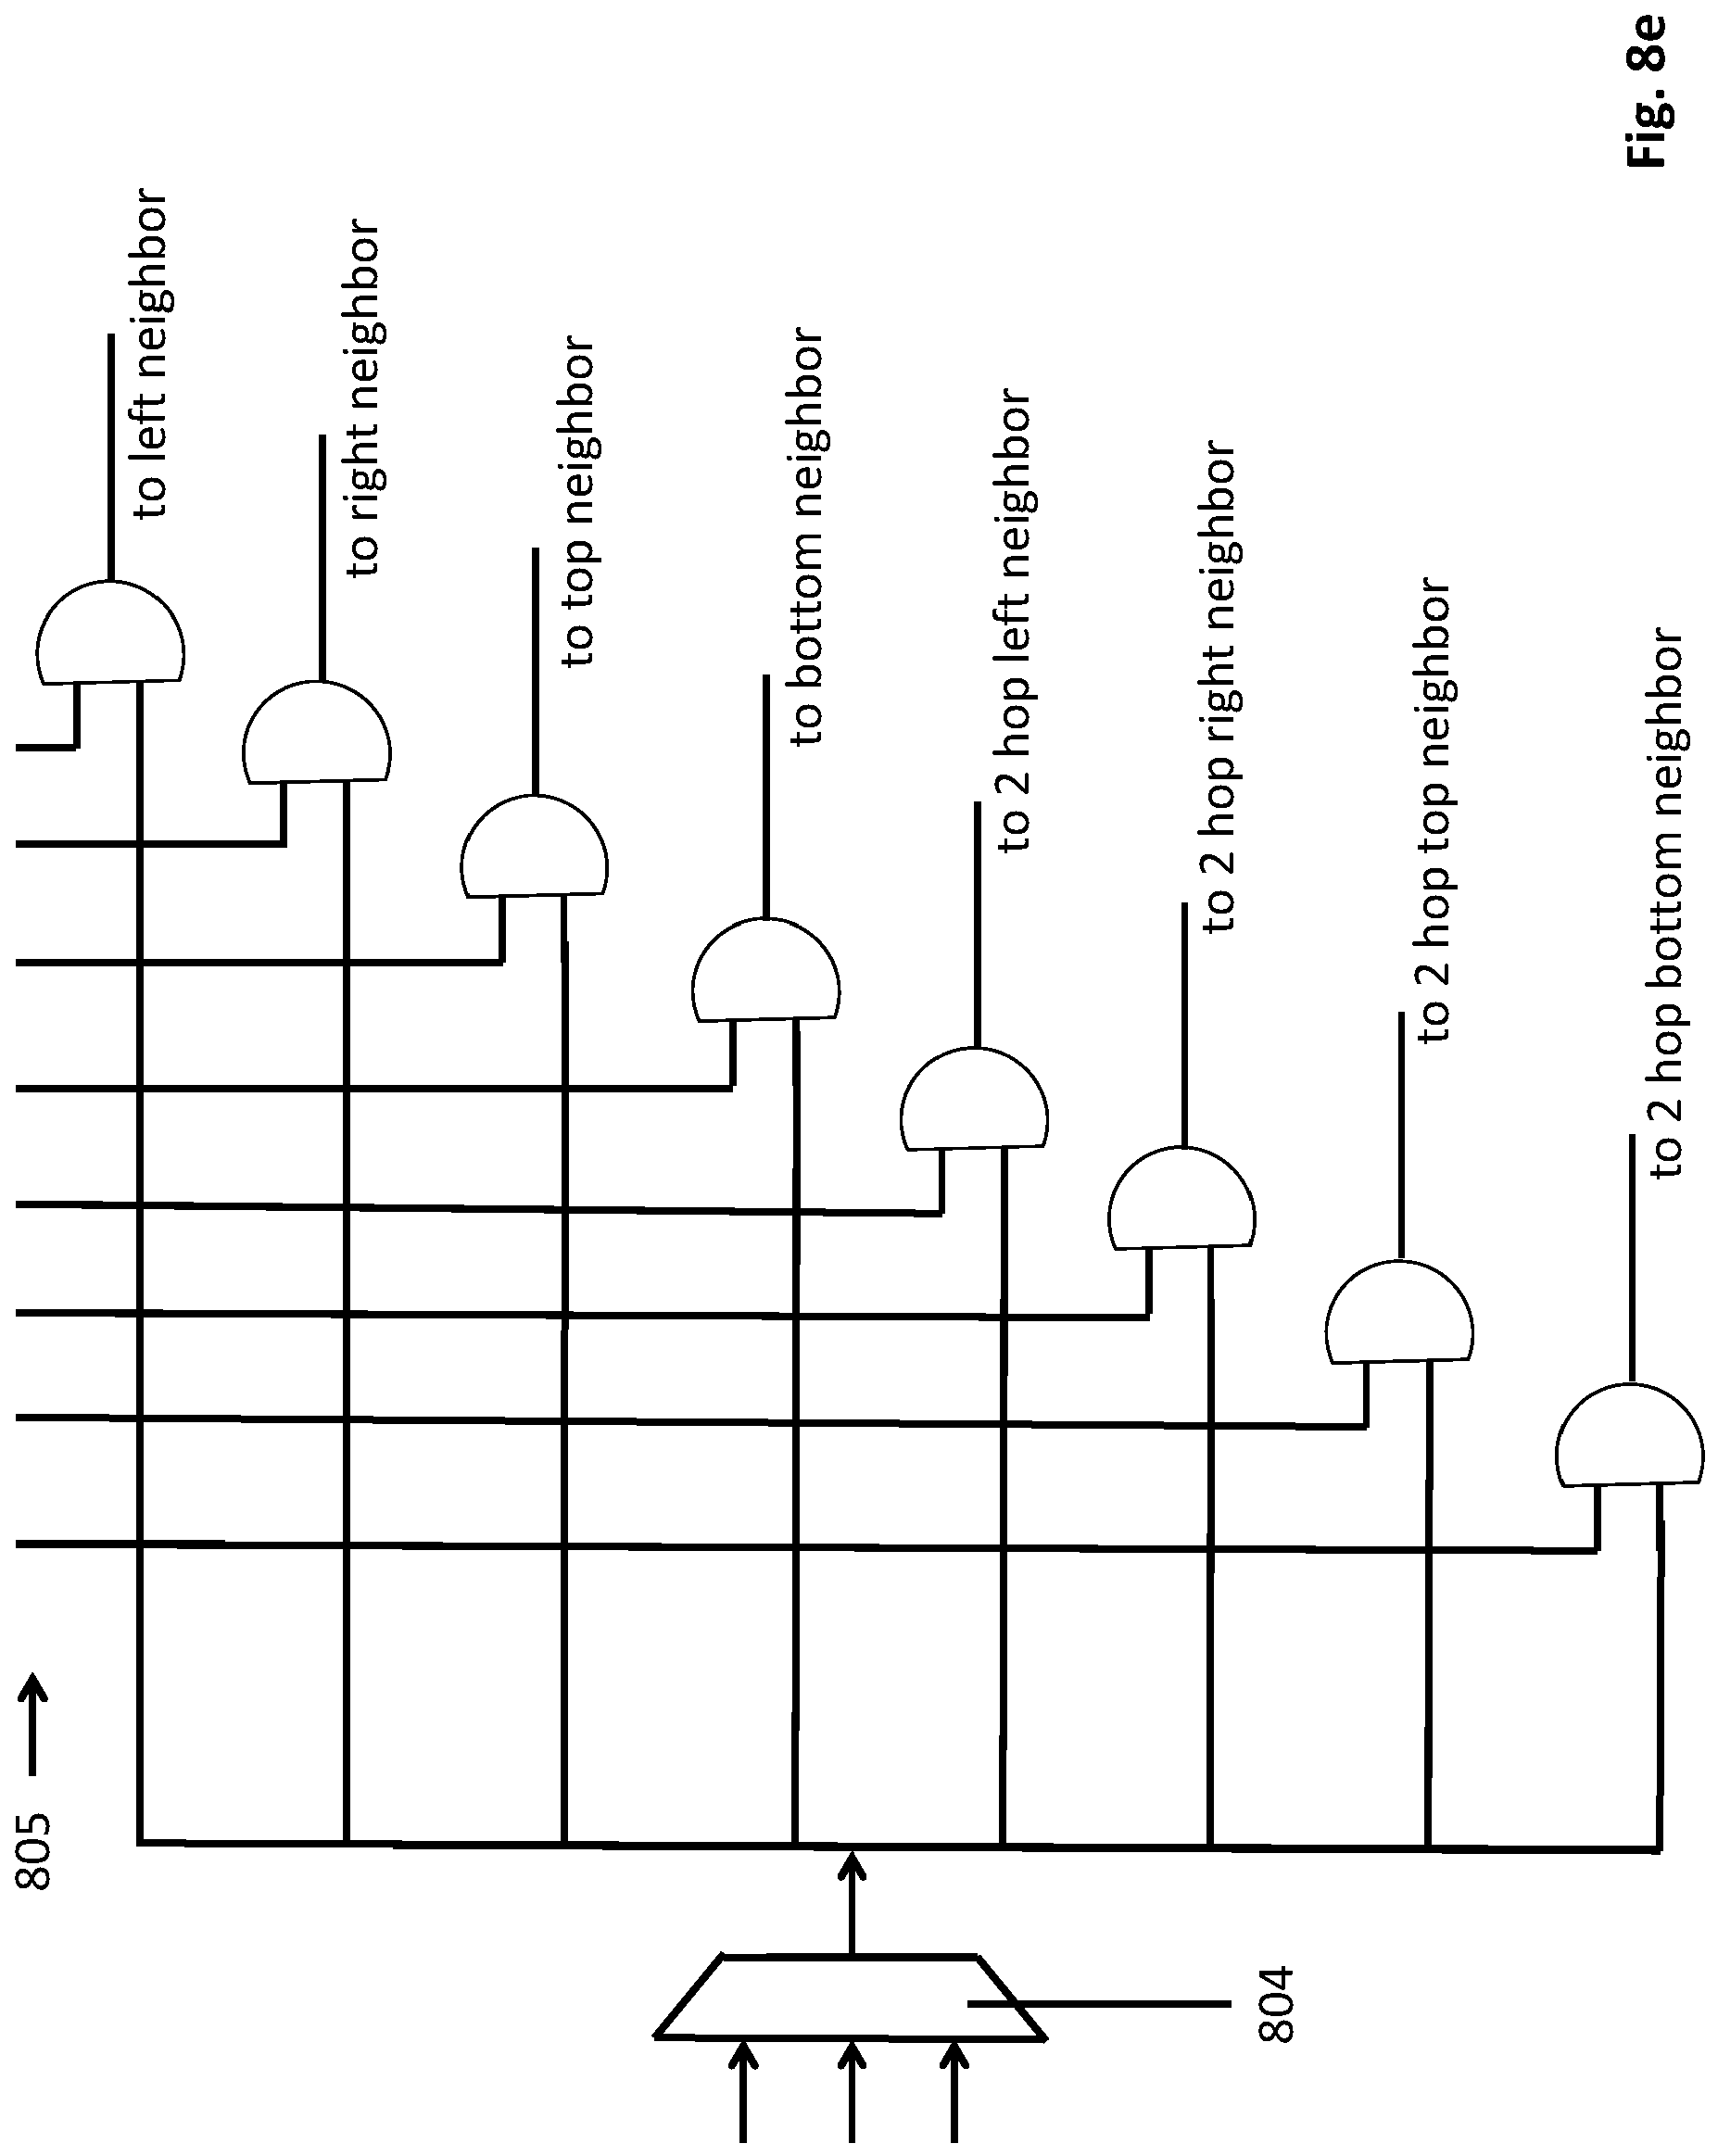 805
to left neighbor
to right neighbor
to top neighbor
to bottom neighbor
to 2 hop left neighbor
to 2 hop right neighbor
to 2 hop top neighbor
to 2 hop bottom neighbor
804
Fig. 8e